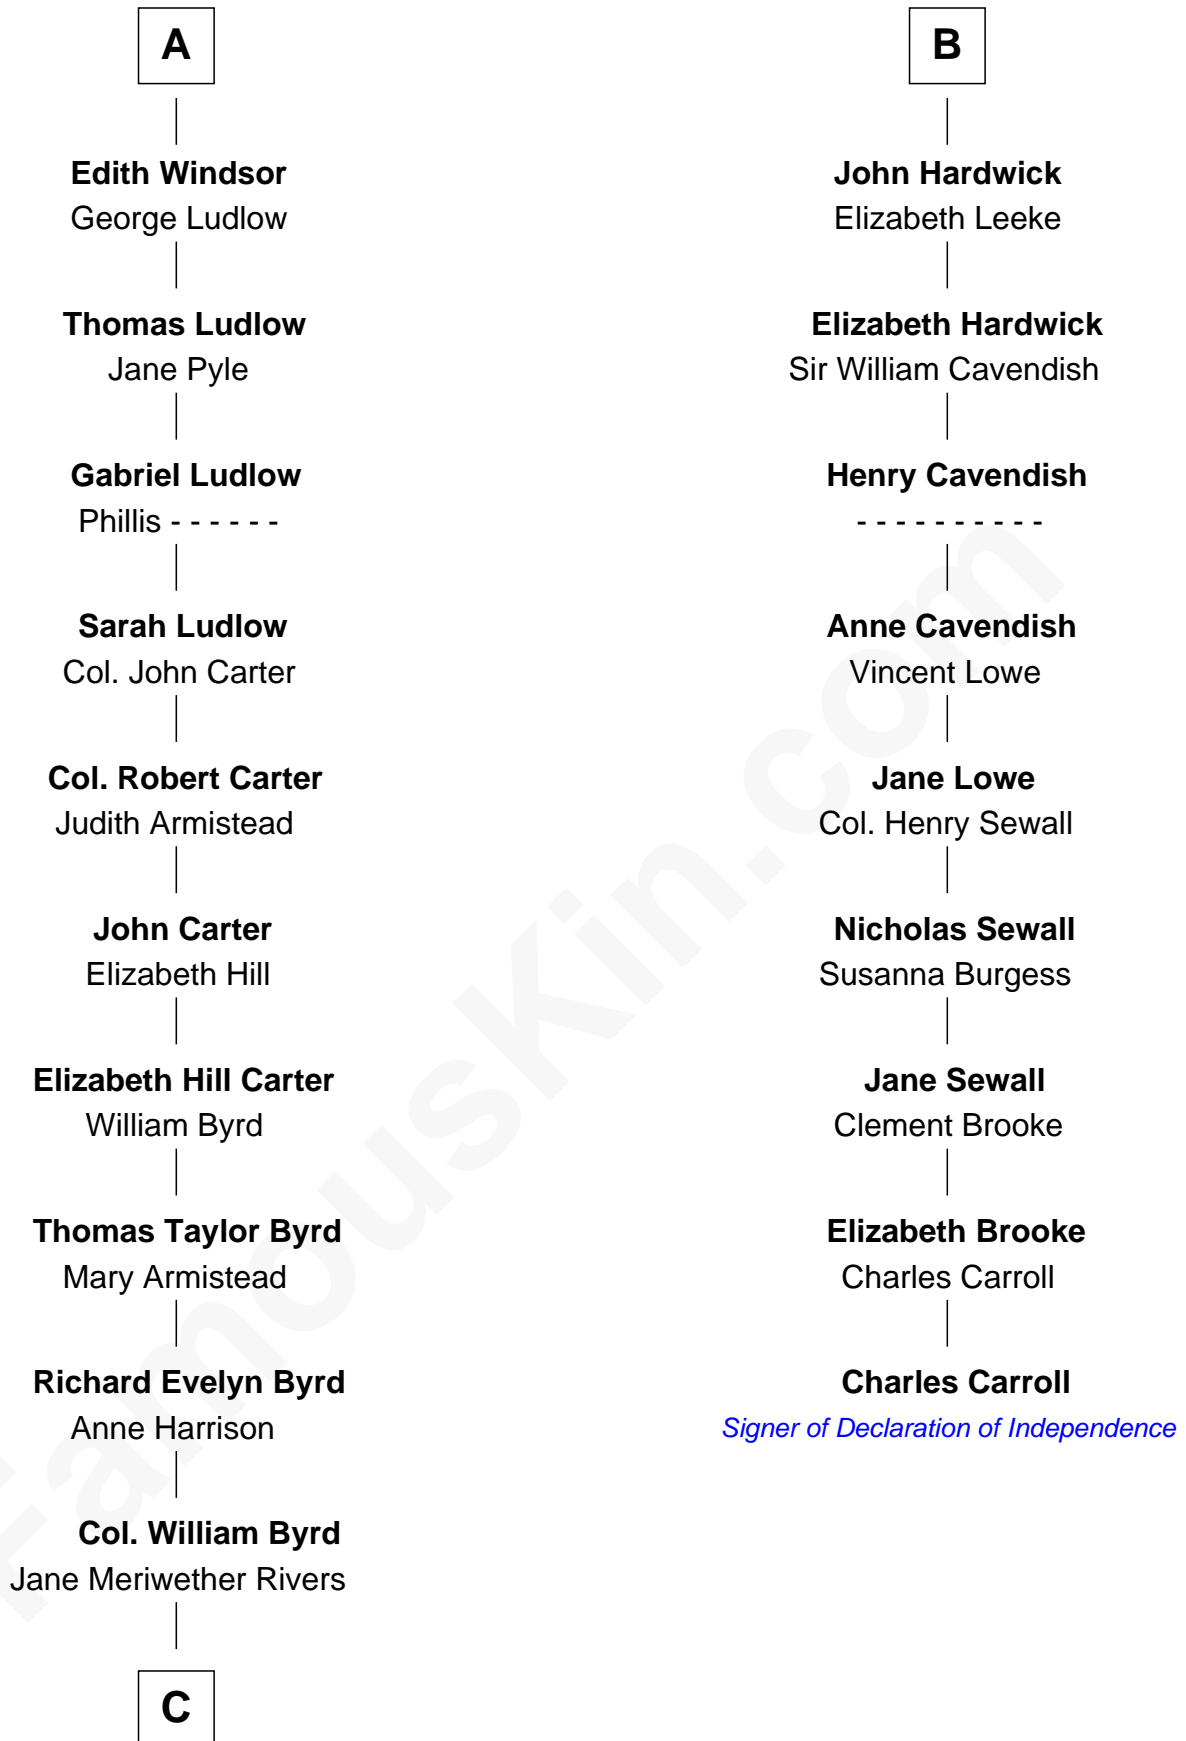 A
Edith Windsor
George Ludlow
Thomas Ludlow
Jane Pyle
Gabriel Ludlow
Phillis - - - - - -
Sarah Ludlow
Col. John Carter
Col. Robert Carter
Judith Armistead
John Carter
Elizabeth Hill
Elizabeth Hill Carter
William Byrd
Thomas Taylor Byrd
Mary Armistead
Richard Evelyn Byrd
Anne Harrison
Col. William Byrd
Jane Meriwether Rivers
C
B
John Hardwick
Elizabeth Leeke
Elizabeth Hardwick
Sir William Cavendish
Henry Cavendish
- - - - - - - - - -
Anne Cavendish
Vincent Lowe
Jane Lowe
Col. Henry Sewall
Nicholas Sewall
Susanna Burgess
Jane Sewall
Clement Brooke
Elizabeth Brooke
Charles Carroll
Charles Carroll
Signer of Declaration of Independence
FamousKin.com